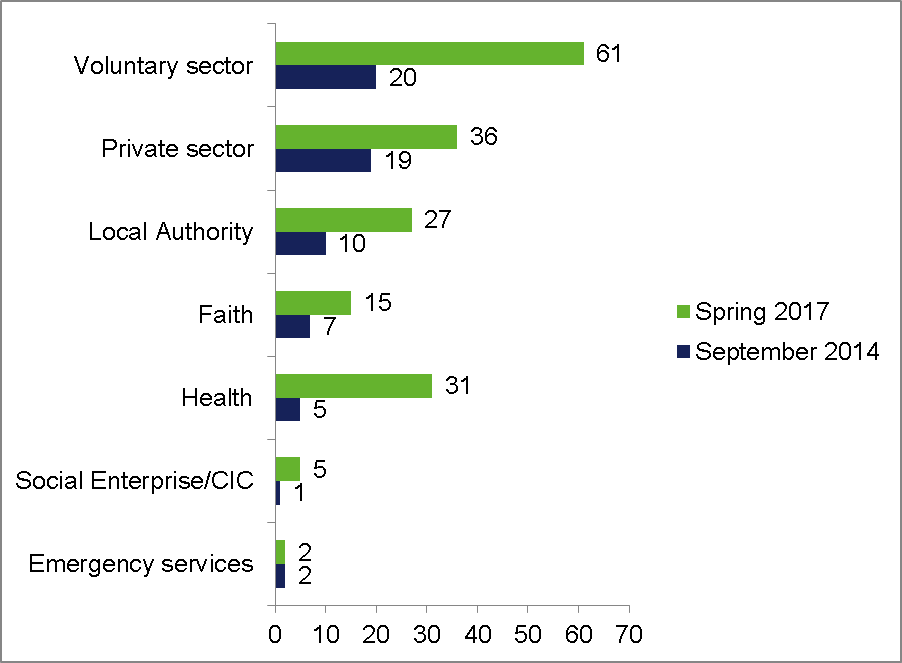 Voluntary sector
61
20
Private sector
36
19
Local Authority
27
10
Faith
15
7
Health
31
5
Social Enterprise/CIC
5
1
Emergency services
2
2
0 10 20 30 40 50 60 70
Spring 2017
September 2014